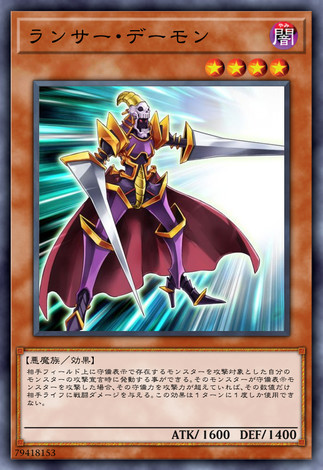 ランサー・デーモン
闇
やみ
【悪魔族／効果】
相手フィールド上に守備表示で存在するモンスターを攻撃対象とした自分の
モンスターの攻撃宣言時に発動する事ができる。そのモンスターが守備表示モン
スターを攻撃した場合、その守備力を攻撃力が超えていれば、その数値だけ
相手ライフに戦闘ダメージを与える。この効果は１ターンに１度しか使用でき
ない。
ATK/ 1600 DEF/1400
79418153